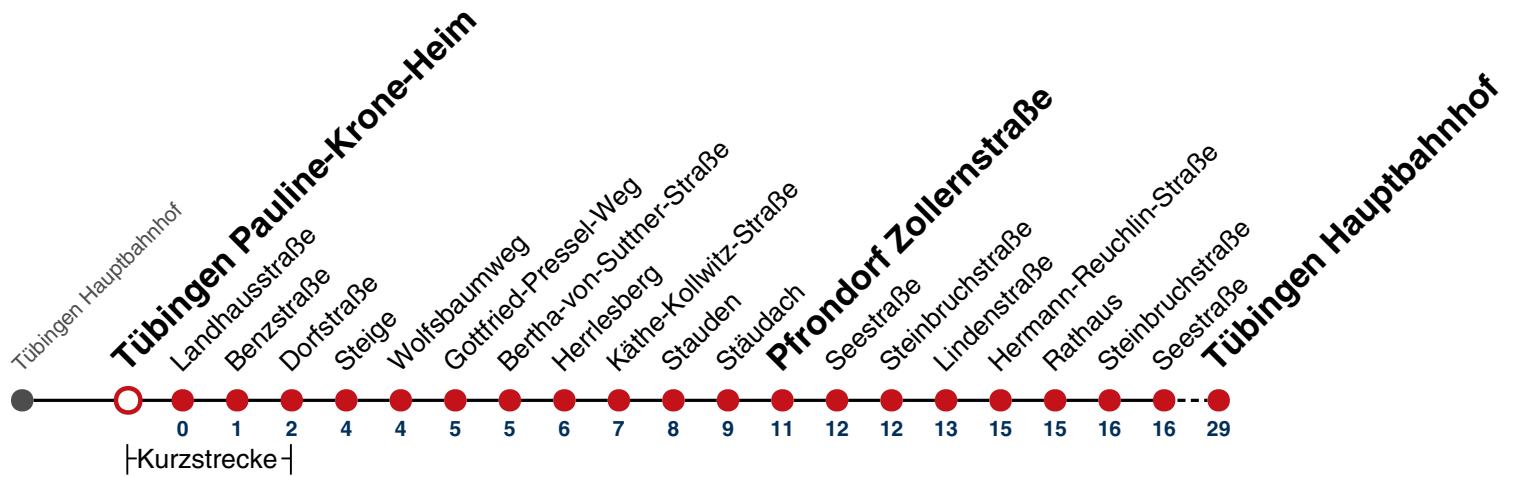 Tübingen Hauptbahnhof
Tübingen Pauline-Krone-Heim
Landhausstraße
Benzstraße
Dorfstraße
Steige
Wolfsbaumweg
Gottfried-Pressel-Weg
Bertha-von-Suttner-Straße
Herrlesberg
Käthe-Kollwitz-Straße
Stauden
Stäudach
Pfrondorf Zollernstraße
Seestraße
Steinbruchstraße
Lindenstraße
Hermann-Reuchlin-Straße
Rathaus
Steinbruchstraße
Seestraße
Tübingen Hauptbahnhof
0 1 2 4 4 5 5 6 7 8 9 11 12 12 13 15 15 16 16 29
Kurzstrecke